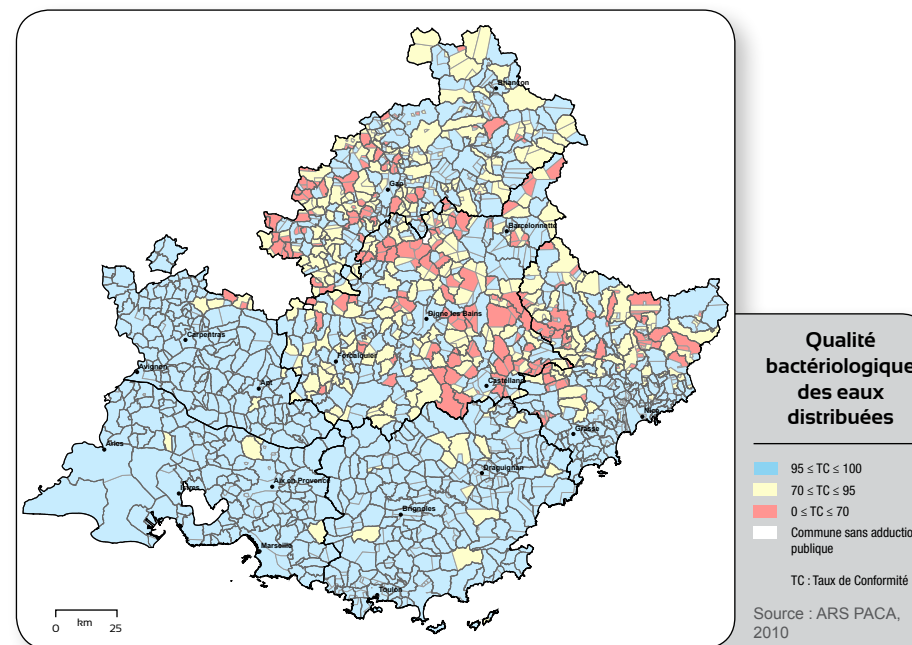 Briançon
Gap
Barcelonnette
Digne les Bains
Carpentras
Forcalquier
Avignon
Apt
Castellane
Nice
Grasse
Arles
Draguignan
Istres
Aix en Provence
Brignoles
Marseille
Toulon
km
0 25
Qualité
bactériologique
des eaux
distribuées
95 ≤ TC ≤ 100
70 ≤ TC ≤ 95
0 ≤ TC ≤ 70
Commune sans adductio
publique
TC : Taux de Conformité
Source : ARS PACA,
2010